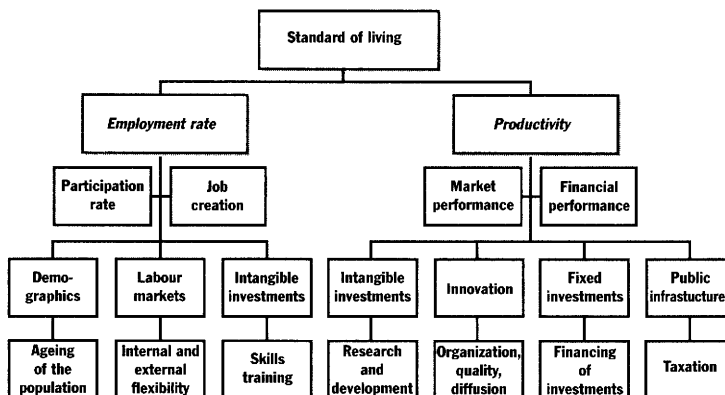 Standard of living
Employment rate
Productivity
Participation
rate
Job
creation
Market
performance
Financial
performance
Demo-
graphics
Labour
markets
Intangible
investments
Intangible
investments
Innovation
Fixed
investments
Public
infrastucture
Ageing
of the
population
Internal and
external
flexibility
Skills
training
Research
and
development
Organization,
quality,
diffusion
Financing
of
investments
Taxation